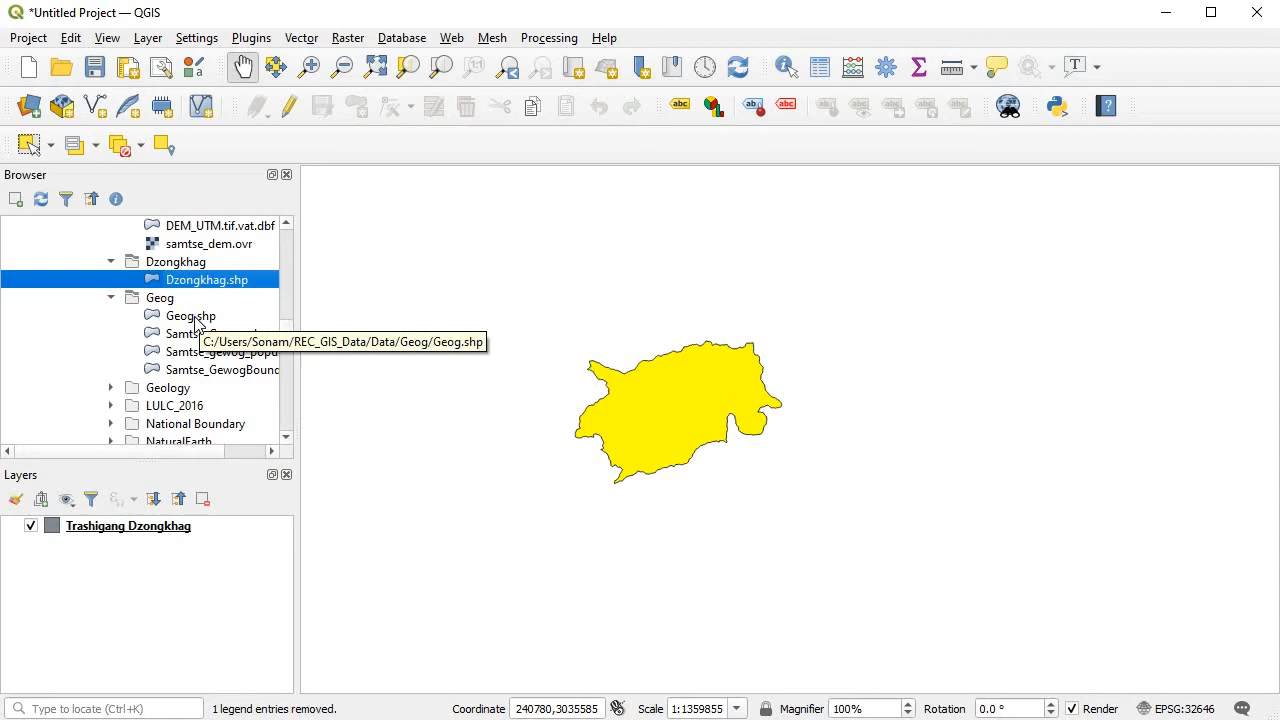 *Untitled Project — QGIS
Project Edit View Layer Settings Plugins Vector Raster Database Web Mesh Processing Help
Browser
DEM_UTM.tif.vat.dbf
samtse_dem.ovr
Dzongkhag
Dzongkhag.shp
Geog
Geog.shp
C:/Users/Sonam/REC_GIS_Data/Data/Geog/Geog.shp
Samtse_gewog_popu
Samtse_GewogBound
Geology
LULC_2016
National Boundary
NaturalEarth
Layers
Trashigang Dzongkhag
Type to locate (Ctrl+K) 1 legend entries removed. Coordinate 240780,3035585 Scale 1:1359855 Magnifier 100% Rotation 0.0 ° Render EPSG:32646